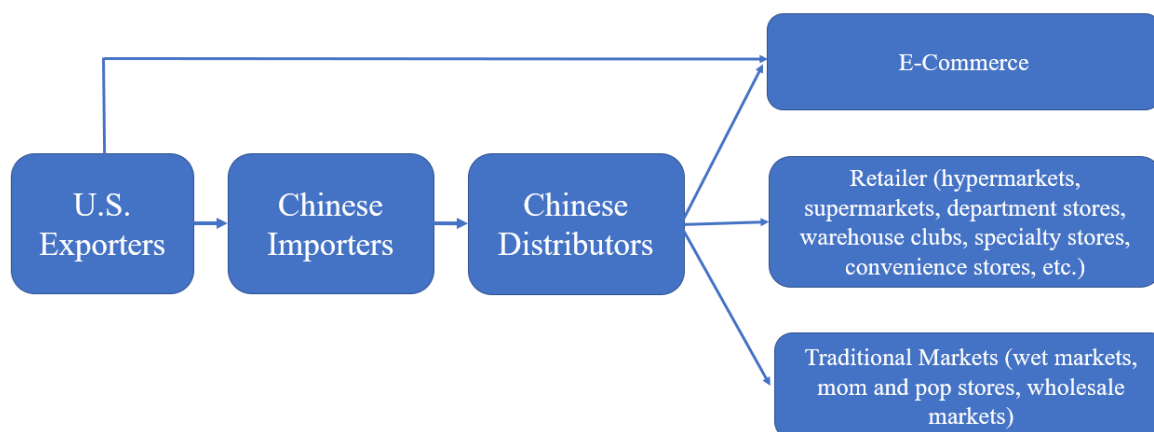 E-Commerce
U.S.
Exporters
Chinese
Importers
Chinese
Distributors
Retailer (hypermarkets,
supermarkets, department stores,
warehouse clubs, specialty stores,
convenience stores, etc.)
Traditional Markets (wet markets,
mom and pop stores, wholesale
markets)